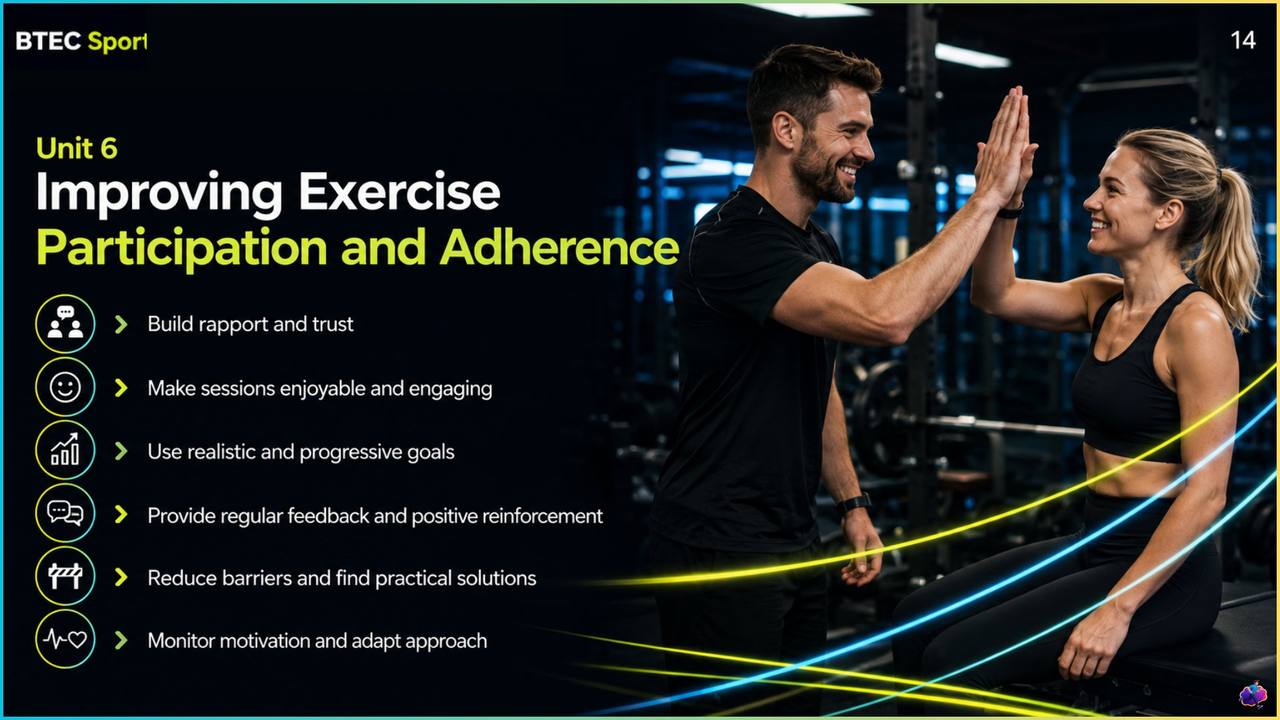 BTEC Sport
14
Unit 6
Improving Exercise
Participation and Adherence
Build rapport and trust
Make sessions enjoyable and engaging
Use realistic and progressive goals
Provide regular feedback and positive reinforcement
Reduce barriers and find practical solutions
Monitor motivation and adapt approach